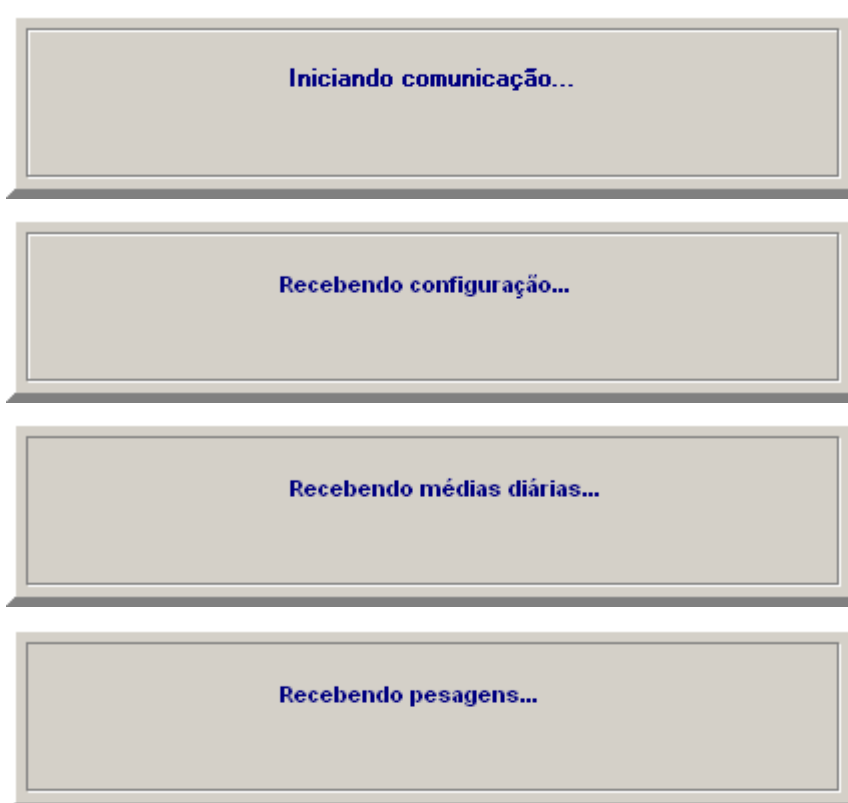 Iniciando comunicação...
Recebendo configuração...
Recebendo médias diárias...
Recebendo pesagens...